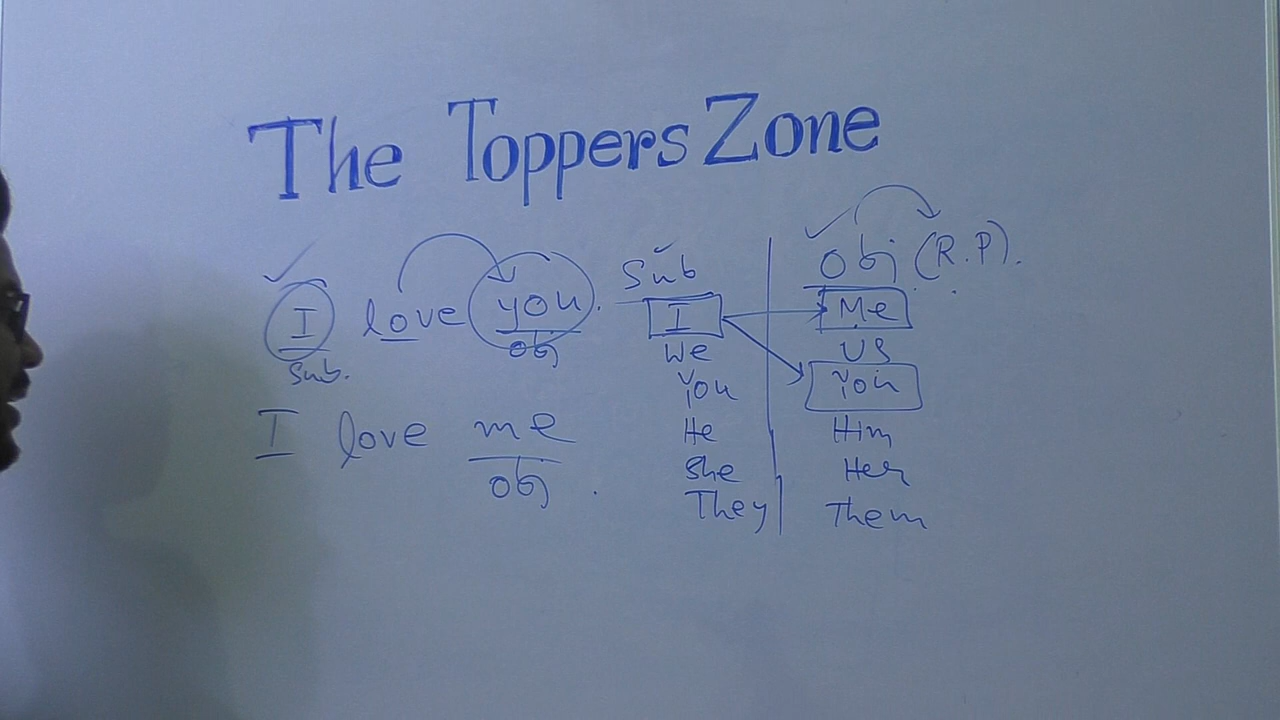 The Toppers Zone
I love you.
Sub.
obj
I love me
obj.
Sub
Obj (R.P).
I
Me
We
US
You
You
He
Him
She
Her
They
Them